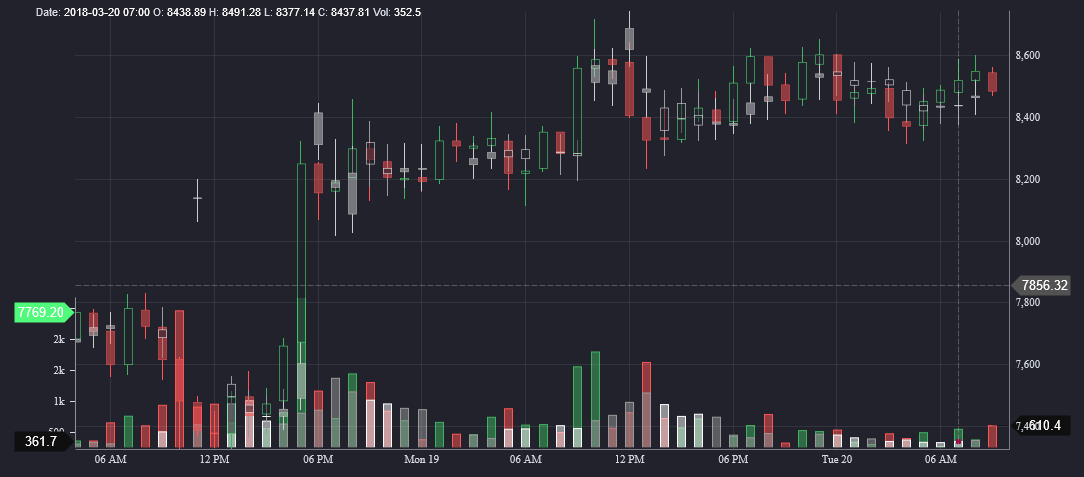 Date: 2018-03-20 07:00 O: 8438.89 H: 8491.28 L: 8377.14 C: 8437.81 Vol: 352.5
8,600
8,400
8,200
8,000
7856.32
7,800
7769.20
2k
7,600
2k
1k
500
361.7
06 AM 12 PM 06 PM Mon 19 06 AM 12 PM 06 PM Tue 20 06 AM